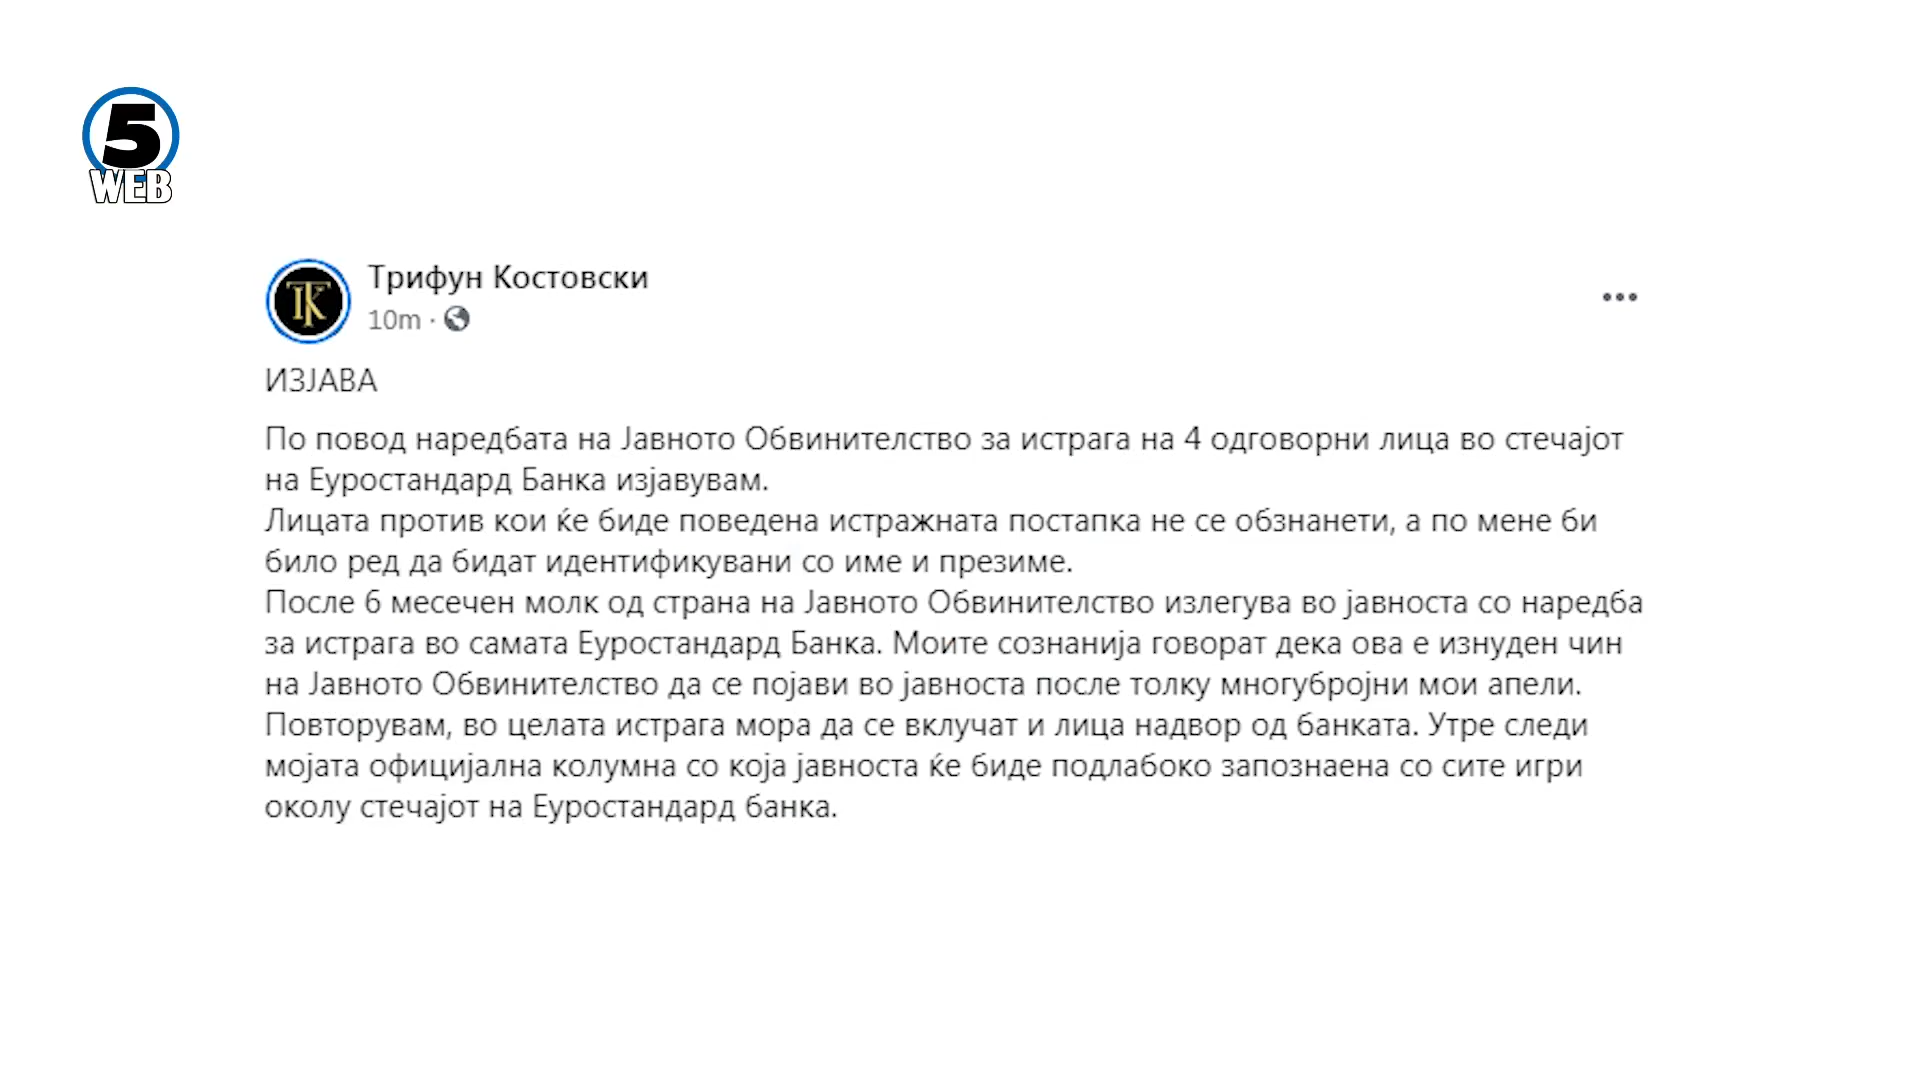 5
WEB
Трифун Костовски
10m ·
ИЗЈАВА
По повод наредбата на Јавното Обвинителство за истрага на 4 одговорни лица во стечајот
на Еуростандард Банка изјавувам.
Лицата против кои ќе биде поведена истражната постапка не се обзнанети, а по мене би
било ред да бидат идентификувани со име и презиме.
После 6 месечен молк од страна на Јавното Обвинителство излегува во јавноста со наредба
за истрага во самата Еуростандард Банка. Моите сознанија говорат дека ова е изнуден чин
на Јавното Обвинителство да се појави во јавноста после толку многубројни мои апели.
Повторувам, во целата истрага мора да се вклучат и лица надвор од банката. Утре следи
мојата официјална колумна со која јавноста ќе биде подлабоко запознаена со сите игри
околу стечајот на Еуростандард банка.